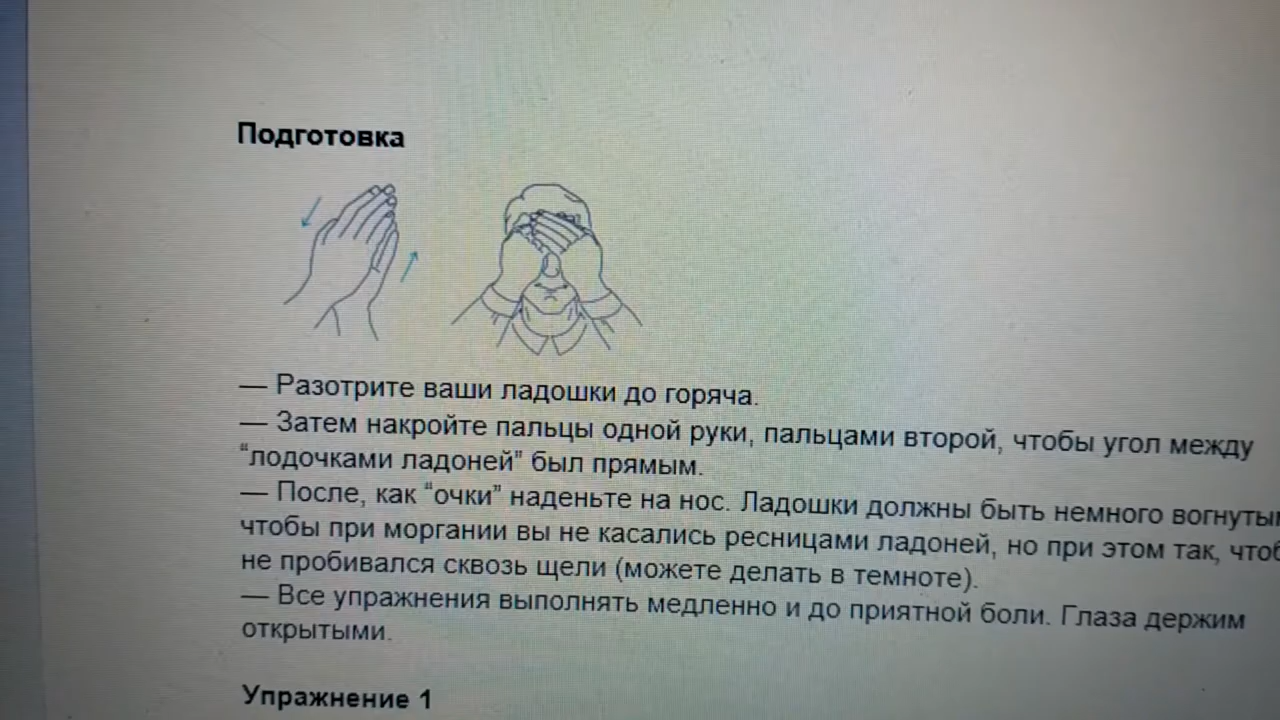 Подготовка
— Разотрите ваши ладошки до горяча.
— Затем накройте пальцы одной руки, пальцами второй, чтобы угол между
“лодочками ладоней” был прямым.
— После, как “очки” наденьте на нос. Ладошки должны быть немного
чтобы при моргании вы не касались ресницами ладоней, но при этом так,
не пробивался сквозь щели (можете делать в темноте).
— Все упражнения выполнять медленно и до приятной боли. Глаза держим
открытыми.
Упражнение 1